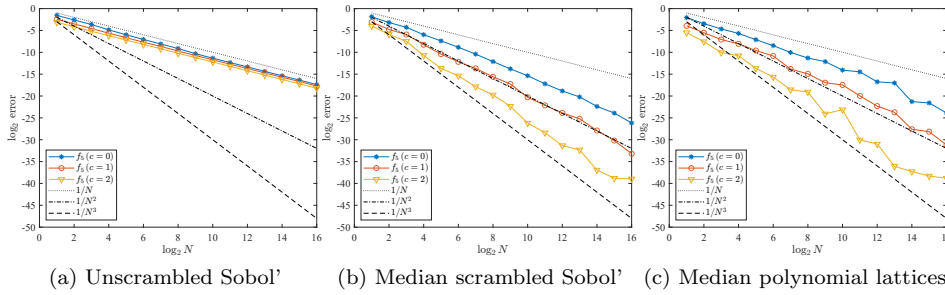 0
-5
-10
-15
-20
-25
-30
-35
-40
-45
-50
log₂ error
f₅(c=0)
f₅(c=1)
f₅(c=2)
1/N
1/N²
1/N³
0 2 4 6 8 10 12 14 16
log₂ N
(a) Unscrambled Sobol'
0
-5
-10
-15
-20
-25
-30
-35
-40
-45
-50
log₂ error
f₅(c=0)
f₅(c=1)
f₅(c=2)
1/N
1/N²
1/N³
0 2 4 6 8 10 12 14 16
log₂ N
(b) Median scrambled Sobol'
0
-5
-10
-15
-20
-25
-30
-35
-40
-45
-50
log₂ error
f₅(c=0)
f₅(c=1)
f₅(c=2)
1/N
1/N²
1/N³
0 2 4 6 8 10 12 14 16
log₂ N
(c) Median polynomial lattices